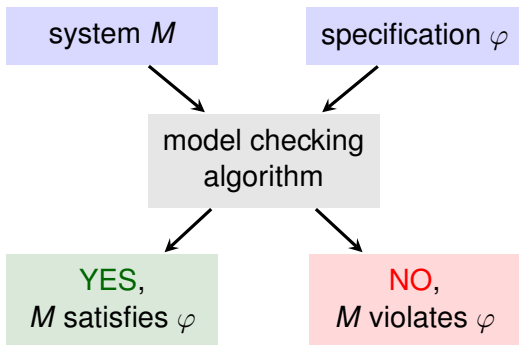 system M
specification φ
model checking
algorithm
YES,
M satisfies φ
NO,
M violates φ